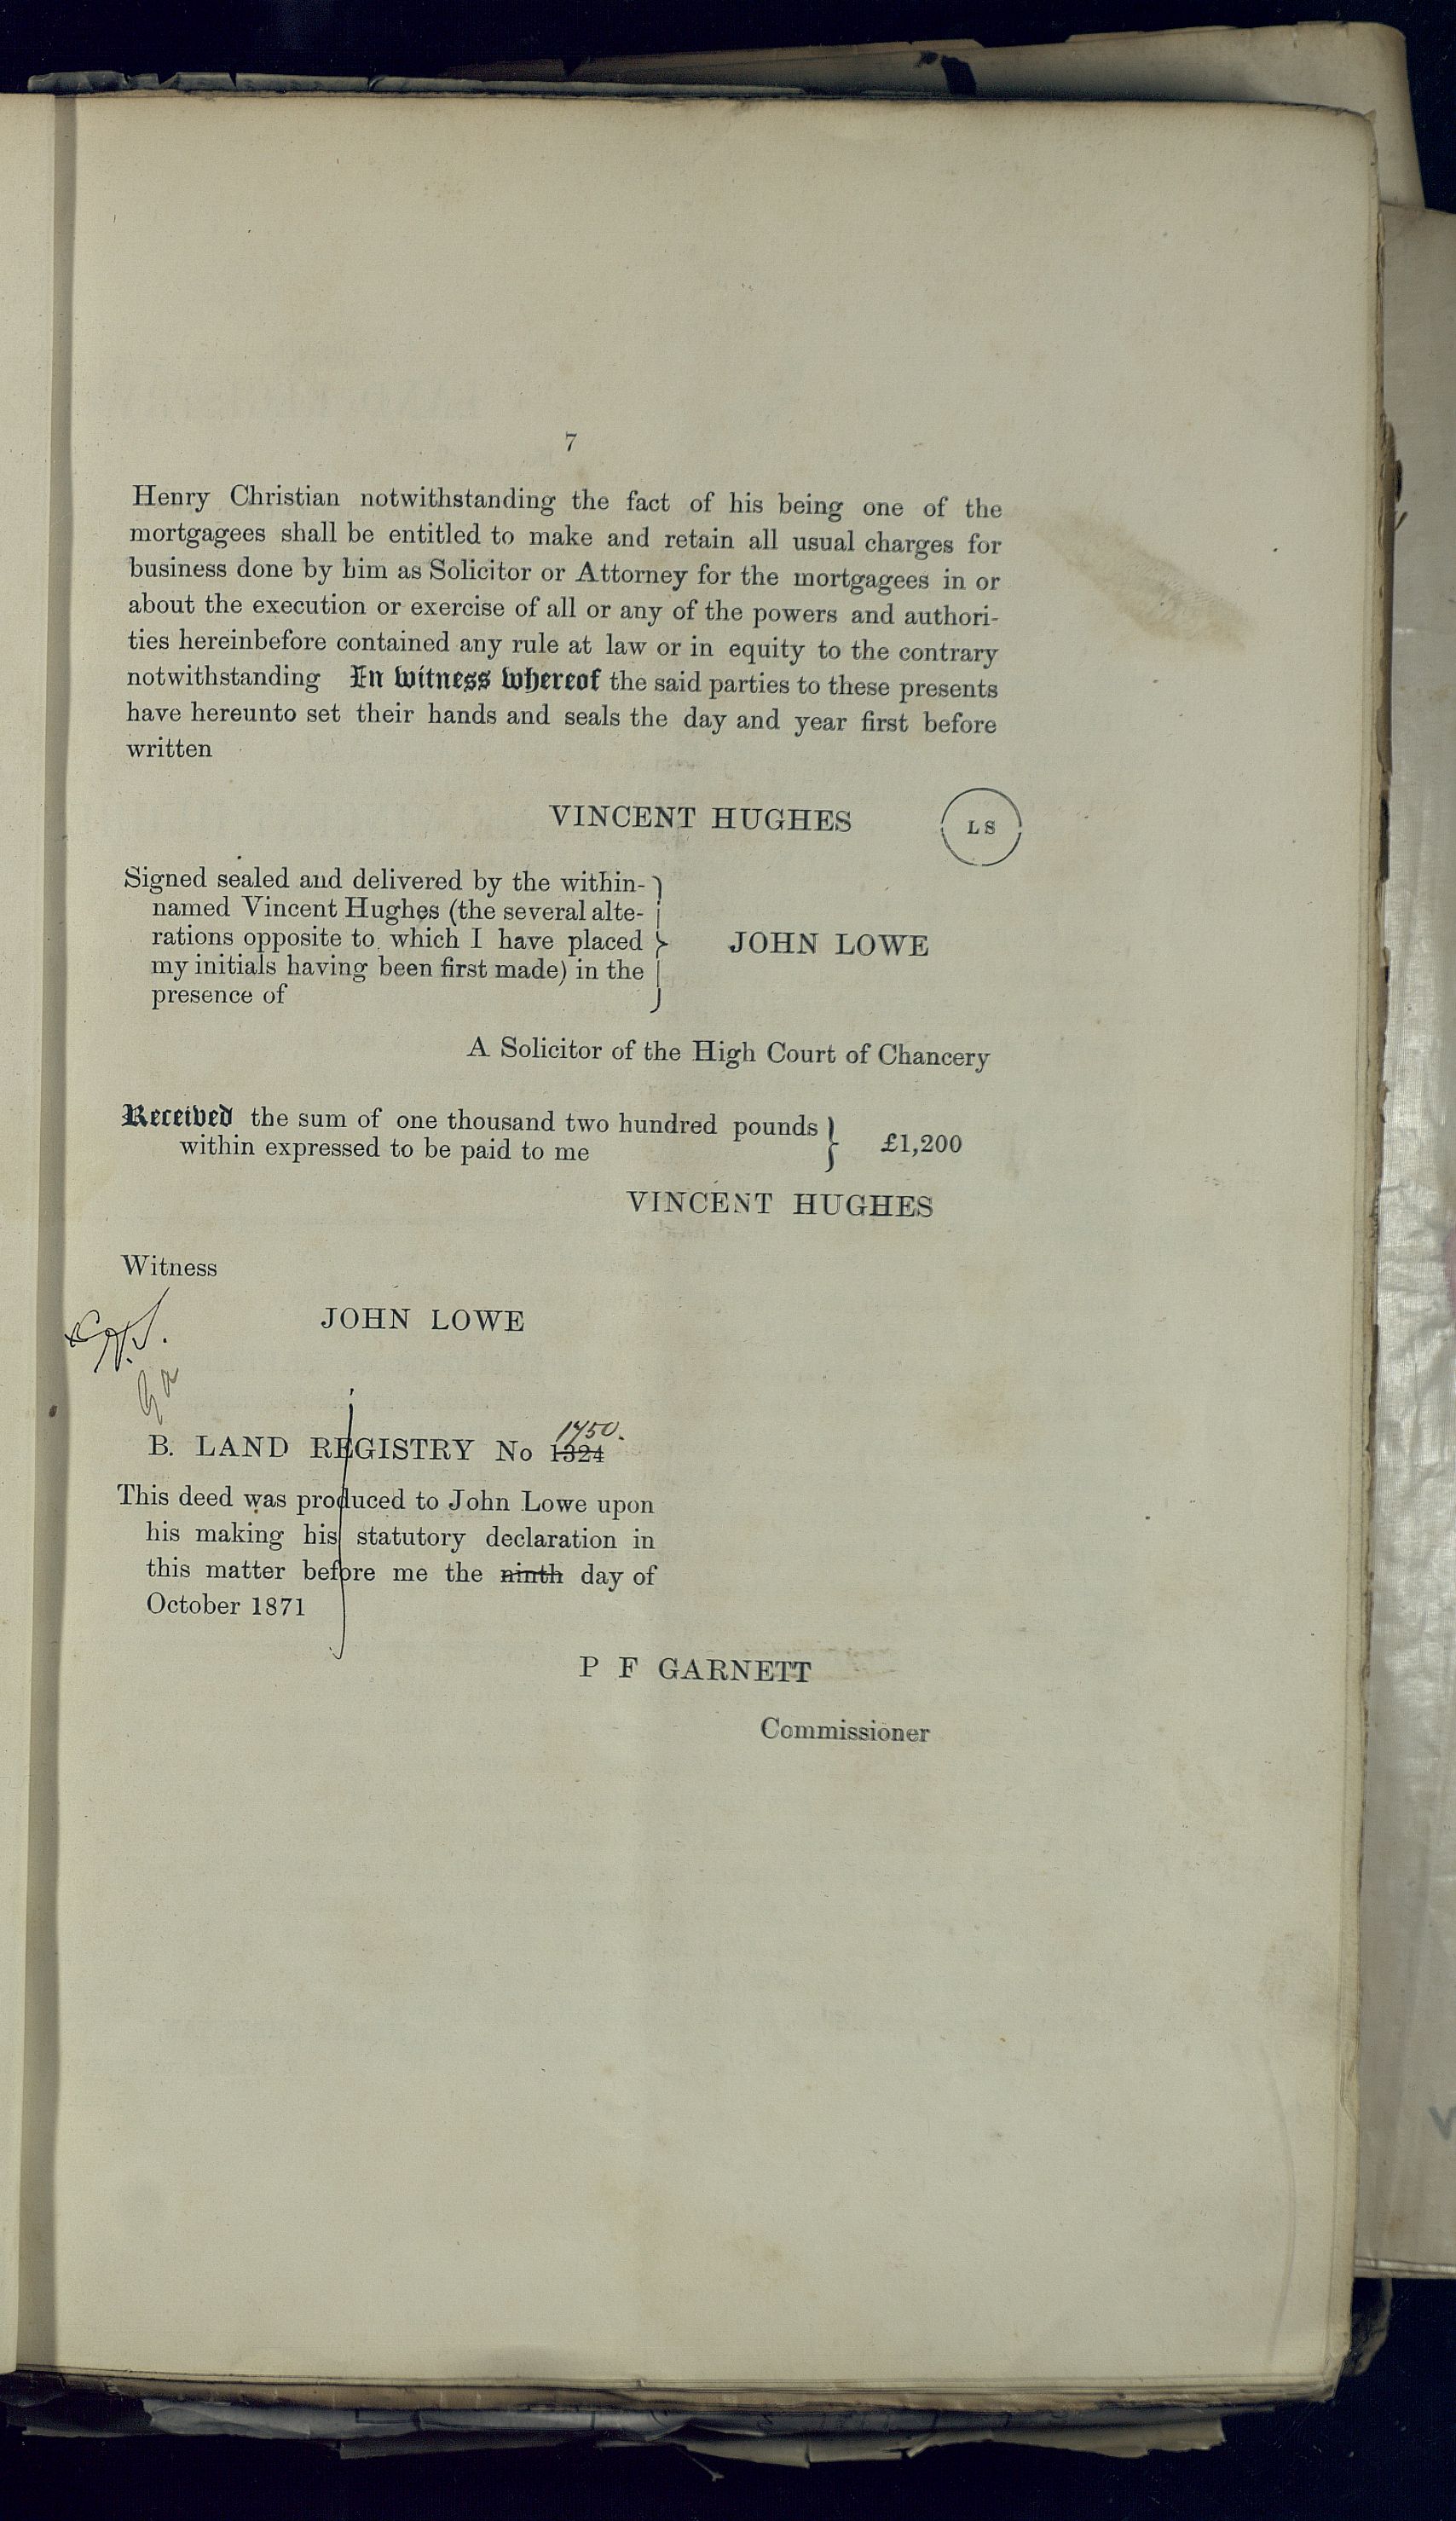 7
Henry Christian notwithstanding the fact of his being one of the
mortgagees shall be entitled to make and retain all usual charges for
business done by him as Solicitor or Attorney for the mortgagees in or
about the execution or exercise of all or any of the powers and authori-
ties hereinbefore contained any rule at law or in equity to the contrary
notwithstanding In witness whereof the said parties to these presents
have hereunto set their hands and seals the day and year first before
written
VINCENT HUGHES L S
Signed sealed and delivered by the within-
named Vincent Hughes (the several alte-
rations opposite to which I have placed
my initials having been first made) in the
presence of
JOHN LOWE
A Solicitor of the High Court of Chancery
Received the sum of one thousand two hundred pounds
within expressed to be paid to me
£1,200
VINCENT HUGHES
Witness
JOHN LOWE
1750.
B. LAND REGISTRY No 1324
This deed was produced to John Lowe upon
his making his statutory declaration in
this matter before me the ninth day of
October 1871
P F GARNETT
Commissioner